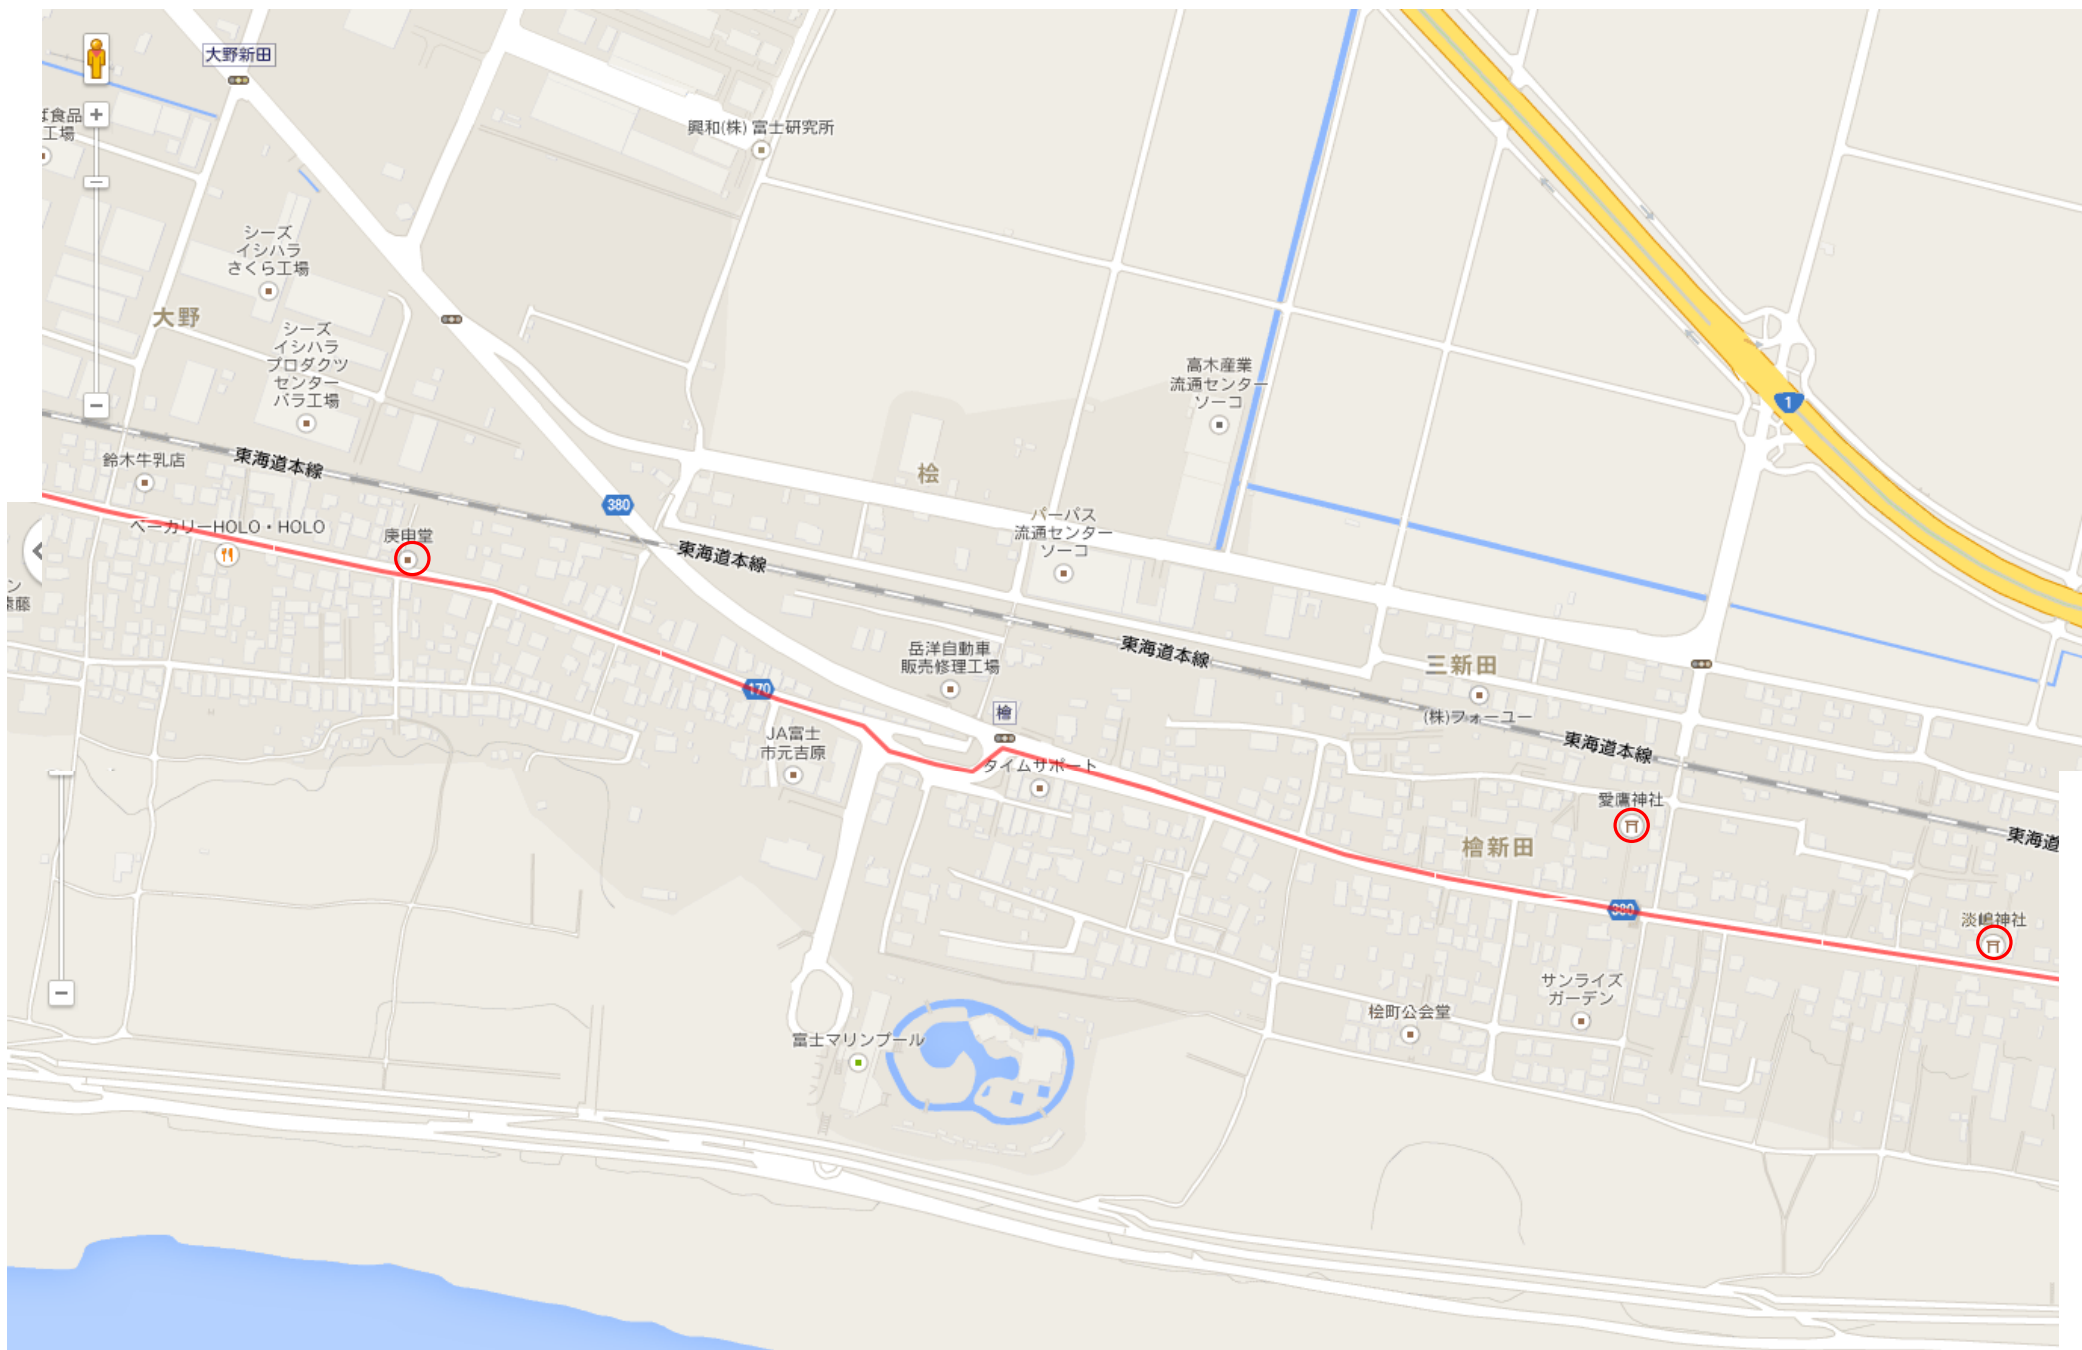 大野新田
ば食品
工場
興和(株) 富士研究所
シーズ
イシハラ
さくら工場
大野
シーズ
イシハラ
プロダクツ
センター
バラ工場
高木産業
流通センター
ソーコ
1
鈴木牛乳店
東海道本線
桧
380
ベーカリーHOLO・HOLO
庚申堂
パーパス
流通センター
ソーコ
東海道本線
ン
遠藤
岳洋自動車
販売修理工場
東海道本線
三新田
170
檜
(株)フォーユー
JA富士
市元吉原
東海道本線
タイムサポート
愛鷹神社
檜新田
東海道
380
淡嶋神社
サンライズ
ガーデン
桧町公会堂
富士マリンプール